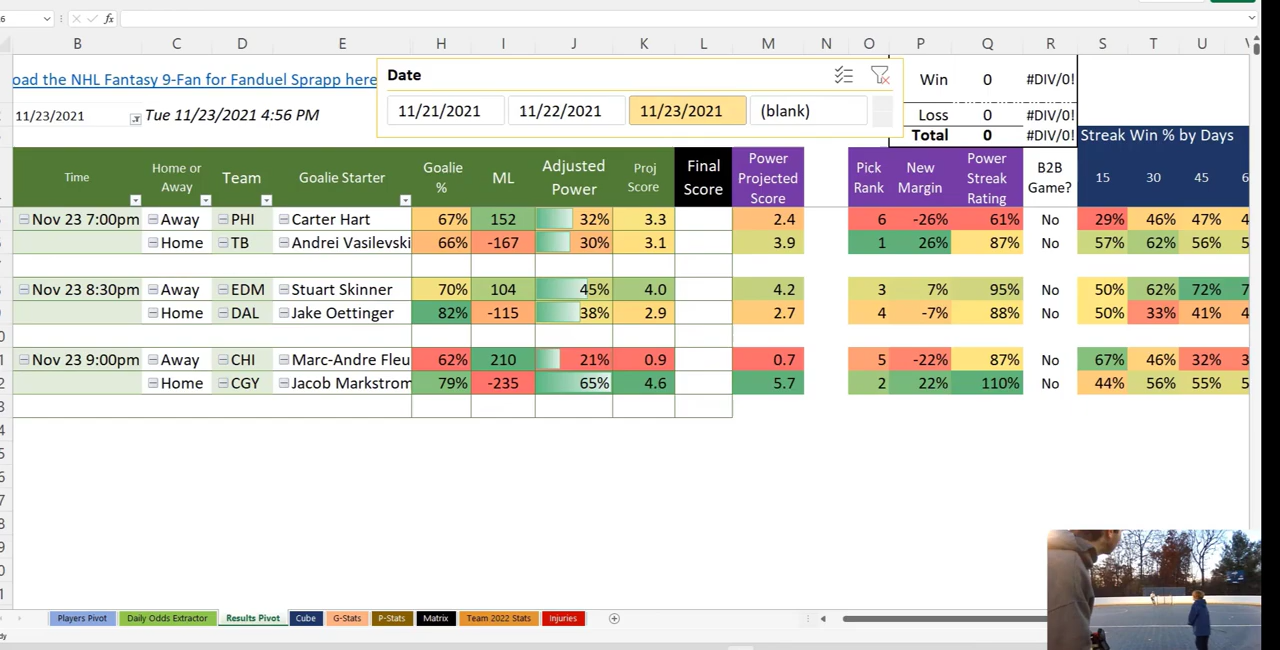 B C D E H I J K L M N O P Q R S T U
oad the NHL Fantasy 9-Fan for Fanduel Sprapp here
Date
Win 0 #DIV/0!
11/23/2021 Tue 11/23/2021 4:56 PM
11/21/2021 11/22/2021 11/23/2021 (blank)
Loss 0 #DIV/0!
Total 0 #DIV/0! Streak Win % by Days
Time Home or Away Team Goalie Starter Goalie % ML Adjusted Power Proj Score Final Score Power Projected Score Pick Rank New Margin Power Streak Rating B2B Game? 15 30 45 6
Nov 23 7:00pm Away PHI Carter Hart 67% 152 32% 3.3 2.4 6 -26% 61% No 29% 46% 47% 4
Home TB Andrei Vasilevski 66% -167 30% 3.1 3.9 1 26% 87% No 57% 62% 56% 5
Nov 23 8:30pm Away EDM Stuart Skinner 70% 104 45% 4.0 4.2 3 7% 95% No 50% 62% 72% 7
Home DAL Jake Oettinger 82% -115 38% 2.9 2.7 4 -7% 88% No 50% 33% 41% 4
Nov 23 9:00pm Away CHI Marc-Andre Fleu 62% 210 21% 0.9 0.7 5 -22% 87% No 67% 46% 32% 3
Home CGY Jacob Markstrom 79% -235 65% 4.6 5.7 2 22% 110% No 44% 56% 55% 5
Players Pivot Daily Odds Extractor Results Pivot Cube G-Stats P-Stats Matrix Team 2022 Stats Injuries